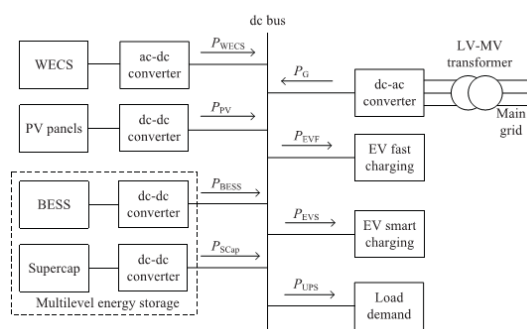 dc bus
WECS
ac-dc
converter
P_WECS
PV panels
dc-dc
converter
P_PV
BESS
dc-dc
converter
P_BESS
Supercap
dc-dc
converter
P_SCap
Multilevel energy storage
P_G
dc-ac
converter
LV-MV
transformer
Main
grid
P_EVF
EV fast
charging
P_EVS
EV smart
charging
P_UPS
Load
demand